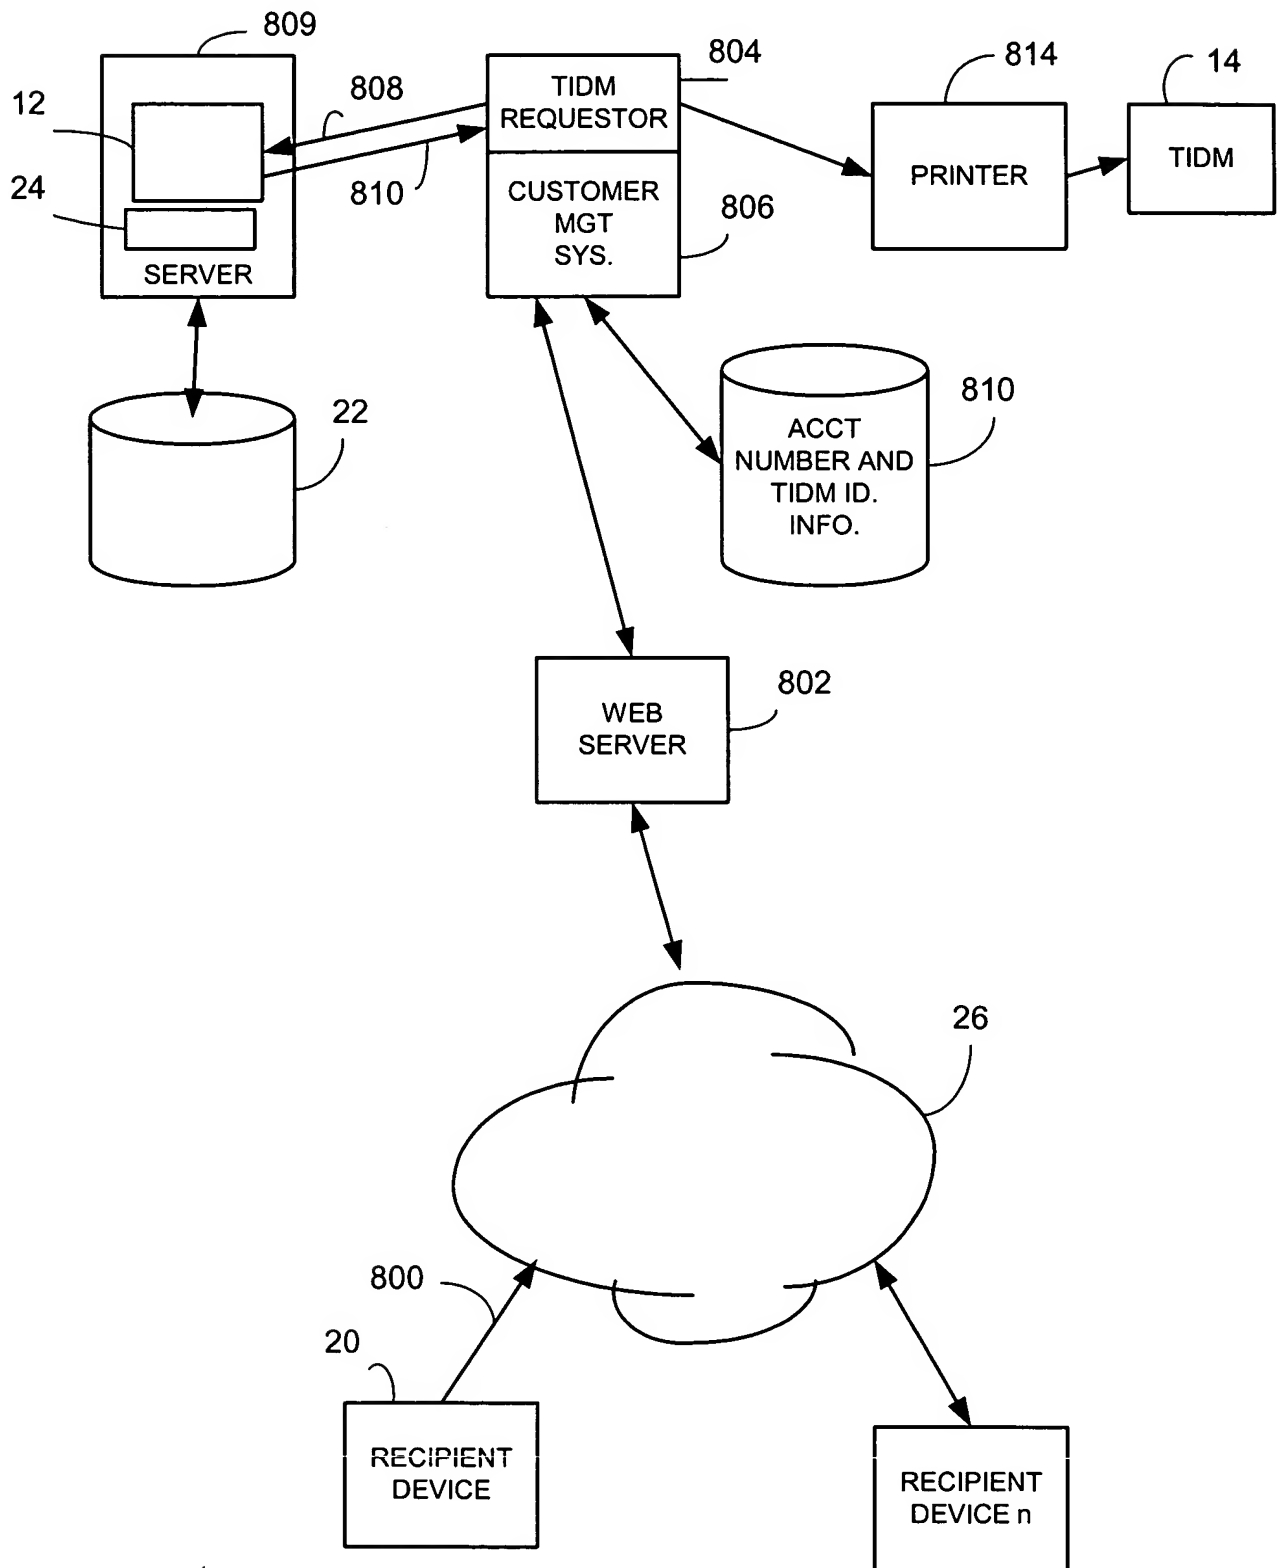 809
804
814
14
12
808
TIDM
REQUESTOR
PRINTER
TIDM
24
810
CUSTOMER
MGT
SYS.
806
SERVER
22
ACCT
NUMBER AND
TIDM ID.
INFO.
810
WEB
SERVER
802
26
800
20
RECIPIENT
DEVICE
RECIPIENT
DEVICE n